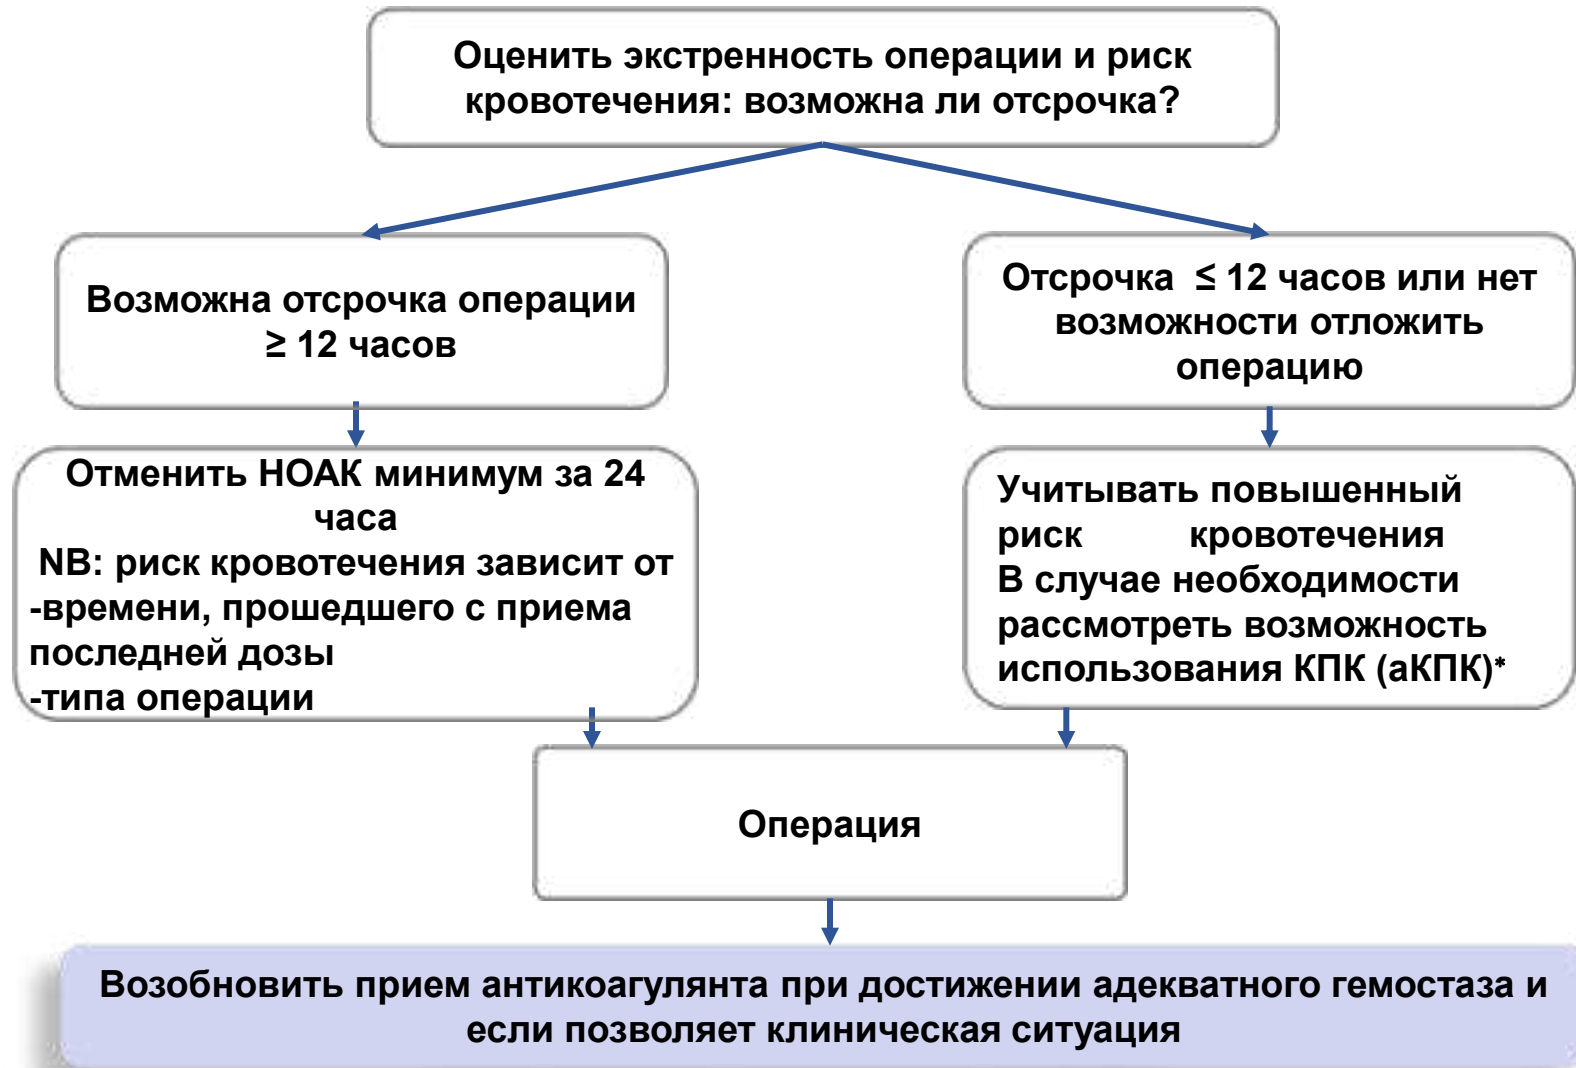 Оценить экстренность операции и риск
кровотечения: возможна ли отсрочка?
Возможна отсрочка операции
≥ 12 часов
Отсрочка ≤ 12 часов или нет
возможности отложить
операцию
Отменить НОАК минимум за 24
часа
NB: риск кровотечения зависит от
-времени, прошедшего с приема
последней дозы
-типа операции
Учитывать повышенный
риск кровотечения
В случае необходимости
рассмотреть возможность
использования КПК (аКПК)*
Операция
Возобновить прием антикоагулянта при достижении адекватного гемостаза и
если позволяет клиническая ситуация